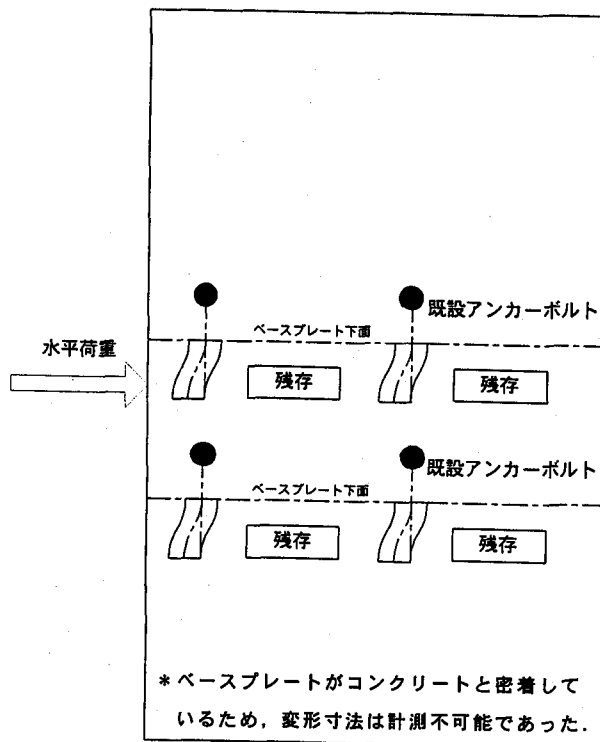 既設アンカーボルト
ベースプレート下面
水平荷重
残存 残存
既設アンカーボルト
ベースプレート下面
残存 残存
*ベースプレートがコンクリートと密着して
いるため,変形寸法は計測不可能であった.